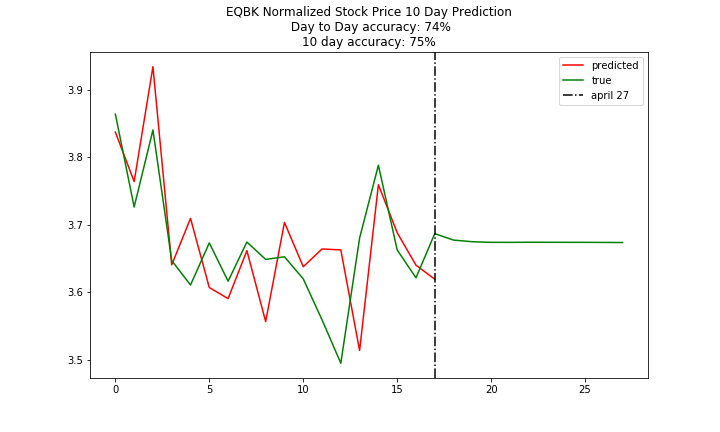 EQBK Normalized Stock Price 10 Day Prediction
Day to Day accuracy: 74%
10 day accuracy: 75%
predicted
true
april 27
3.9
3.8
3.7
3.6
3.5
0 5 10 15 20 25